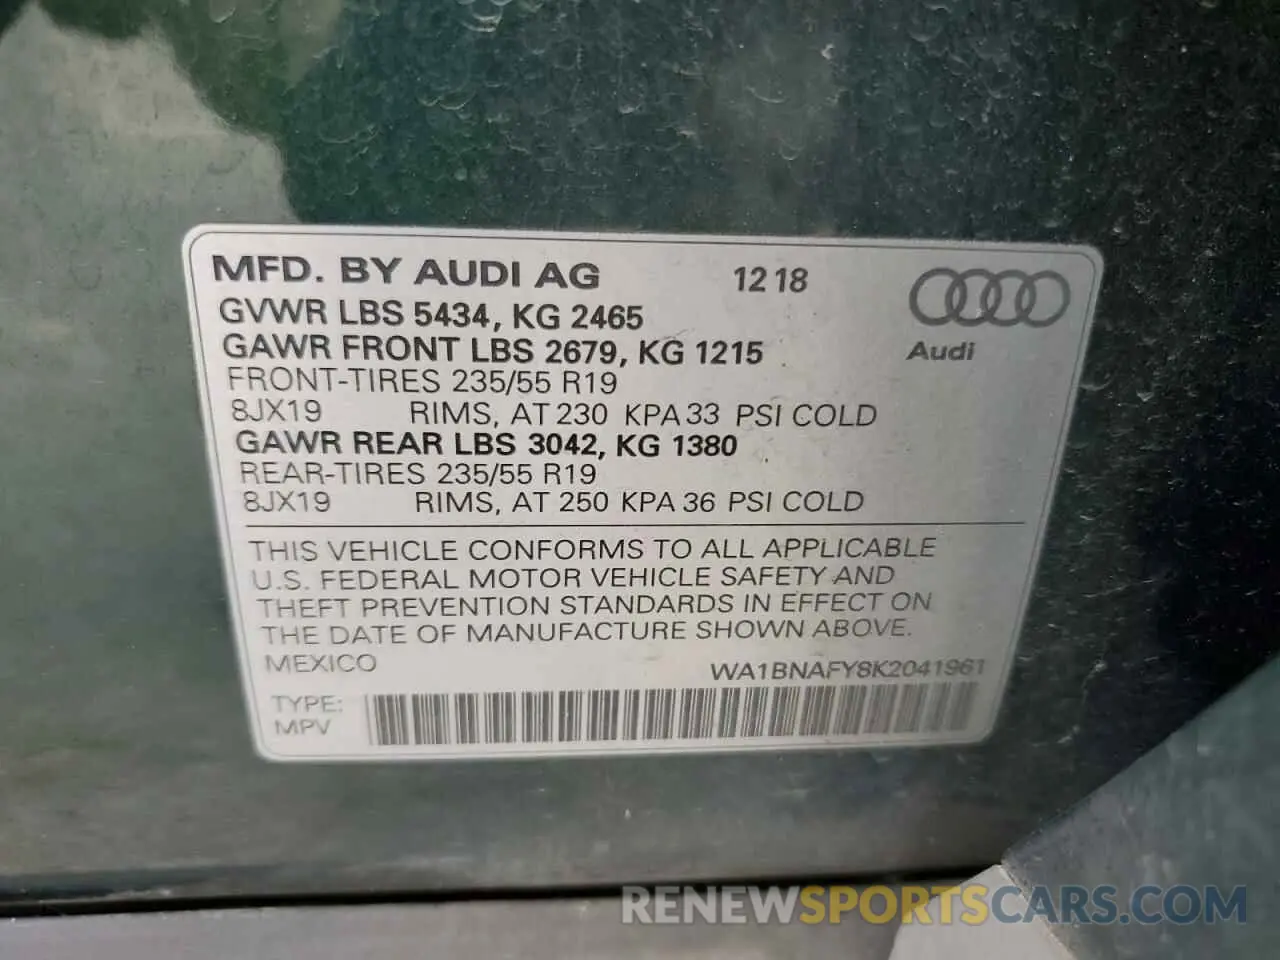 MFD. BY AUDI AG 12 18
GVWR LBS 5434, KG 2465
GAWR FRONT LBS 2679, KG 1215
Audi
FRONT-TIRES 235/55 R19
8JX19 RIMS, AT 230 KPA 33 PSI COLD
GAWR REAR LBS 3042, KG 1380
REAR-TIRES 235/55 R19
8JX19 RIMS, AT 250 KPA 36 PSI COLD
THIS VEHICLE CONFORMS TO ALL APPLICABLE
U.S. FEDERAL MOTOR VEHICLE SAFETY AND
THEFT PREVENTION STANDARDS IN EFFECT ON
THE DATE OF MANUFACTURE SHOWN ABOVE.
MEXICO WA1BNAFY8K2041961
TYPE:
MPV
RENEWSPORTSCARS.COM